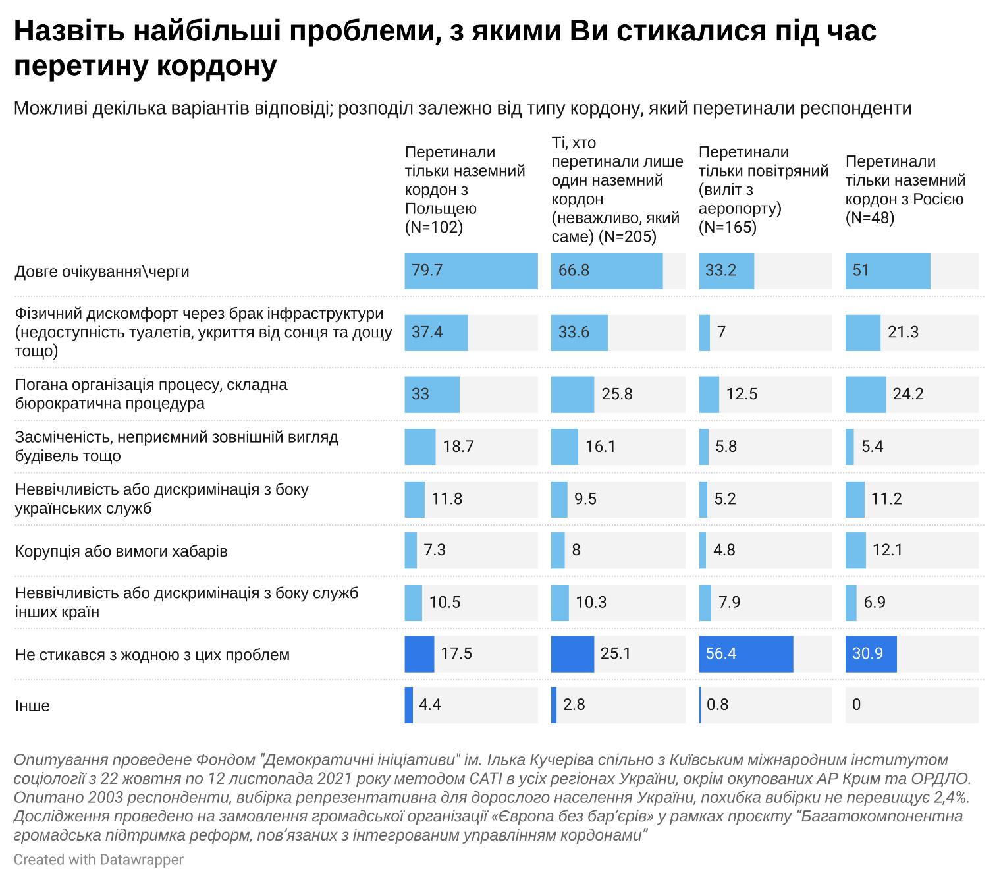 Назвіть найбільші проблеми, з якими Ви стикалися під час
перетину кордону
Можливі декілька варіантів відповіді; розподіл залежно від типу кордону, який перетинали респонденти
Перетинали
тільки наземний
кордон з
Польщею
(N=102)
Ті, хто
перетинали лише
один наземний
кордон
(неважливо, який
саме) (N=205)
Перетинали
тільки повітряний
(виліт з
аеропорту)
(N=165)
Перетинали
тільки наземний
кордон з Росією
(N=48)
Довге очікування\черги
79.7
66.8
33.2
51
Фізичний дискомфорт через брак інфраструктури
(недоступність туалетів, укриття від сонця та дощу
тощо)
37.4
33.6
7
21.3
Погана організація процесу, складна
бюрократична процедура
33
25.8
12.5
24.2
Засміченість, неприємний зовнішній вигляд
будівель тощо
18.7
16.1
5.8
5.4
Неввічливість або дискримінація з боку
українських служб
11.8
9.5
5.2
11.2
Корупція або вимоги хабарів
7.3
8
4.8
12.1
Неввічливість або дискримінація з боку служб
інших країн
10.5
10.3
7.9
6.9
Не стикався з жодною з цих проблем
17.5
25.1
56.4
30.9
Інше
4.4
2.8
0.8
0
Опитування проведене Фондом "Демократичні ініціативи" ім. Ілька Кучеріва спільно з Київським міжнародним інститутом
соціології з 22 жовтня по 12 листопада 2021 року методом CATI в усіх регіонах України, окрім окупованих АР Крим та ОРДЛО.
Опитано 2003 респонденти, вибірка репрезентативна для дорослого населення України, похибка вибірки не перевищує 2,4%.
Дослідження проведено на замовлення громадської організації «Європа без бар’єрів» у рамках проєкту “Багатокомпонентна
громадська підтримка реформ, пов’язаних з інтегрованим управлінням кордонами”
Created with Datawrapper